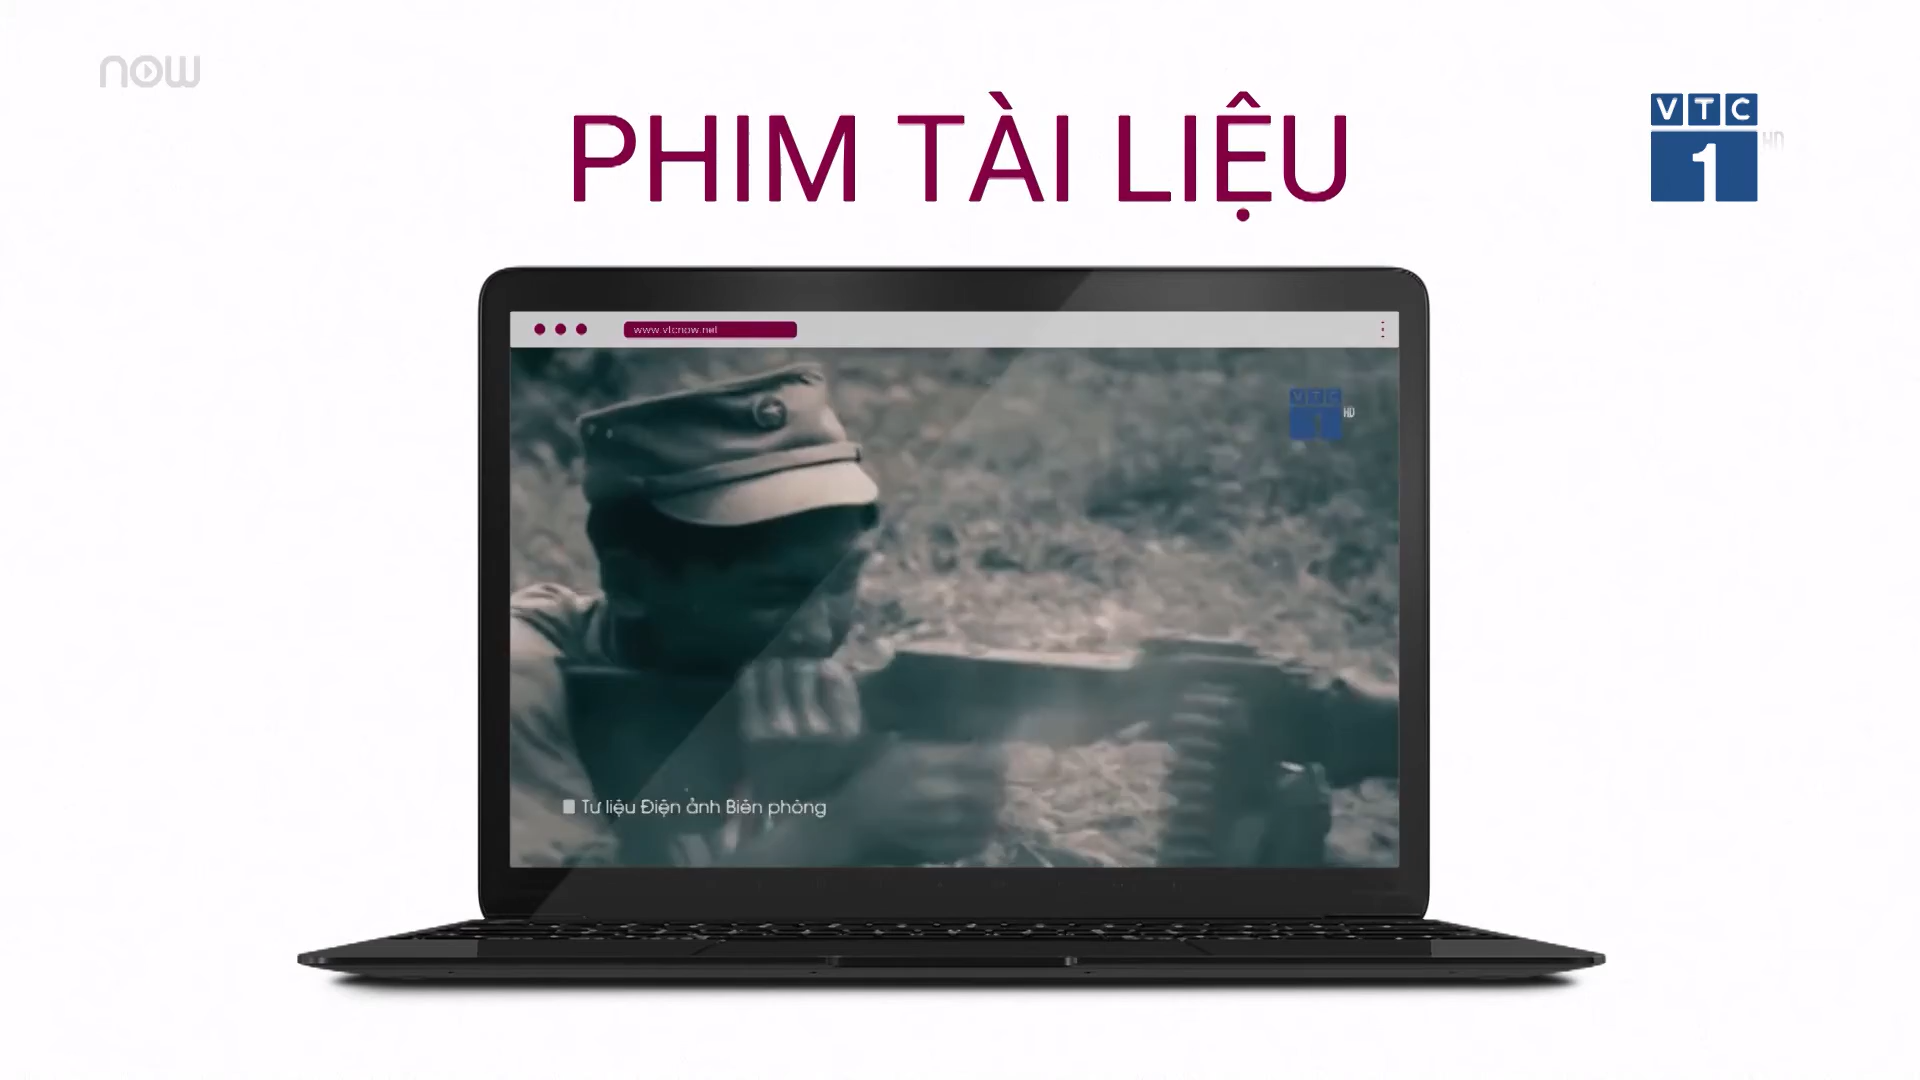 now
PHIM TÀI LIỆU
VTC
1
HD
www.vtcnow.net
VTC
1
HD
Tư liệu Điện ảnh Biên phòng